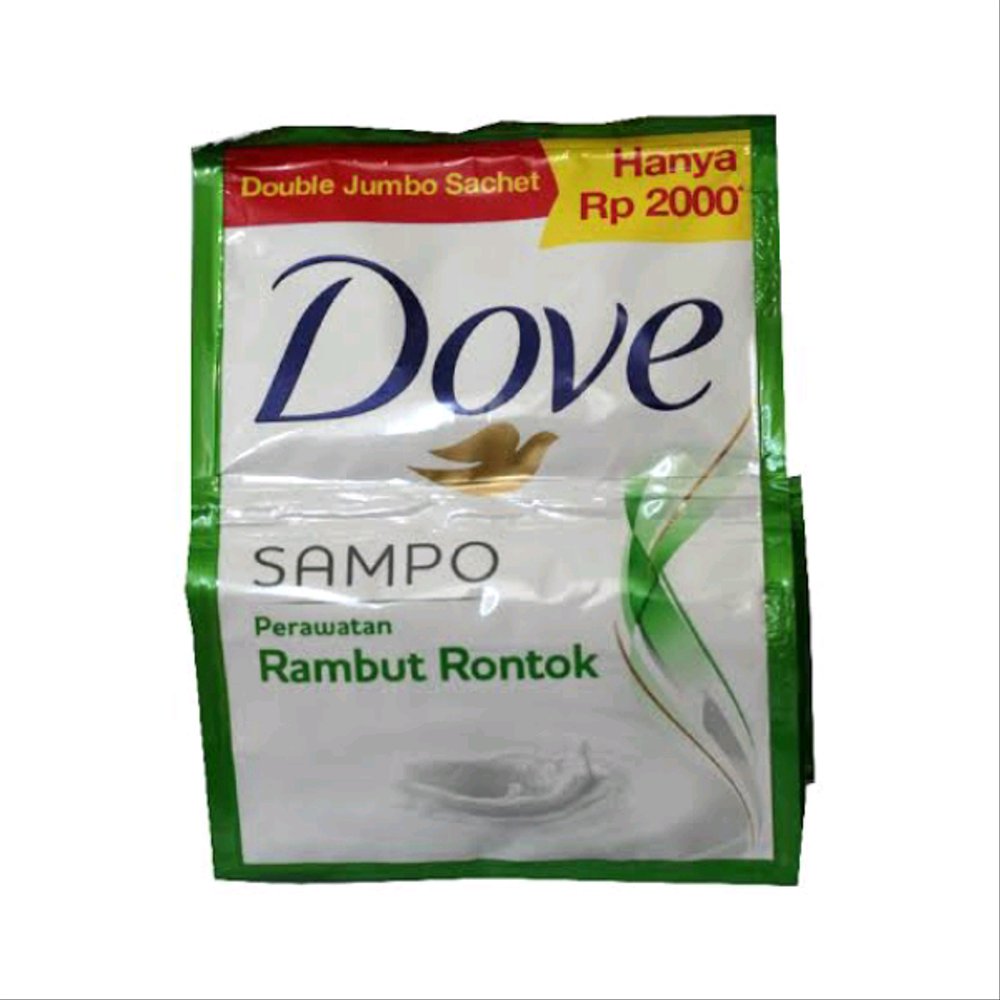 Double Jumbo Sachet
Hanya
Rp 2000*
Dove
SAMPO
Perawatan
Rambut Rontok